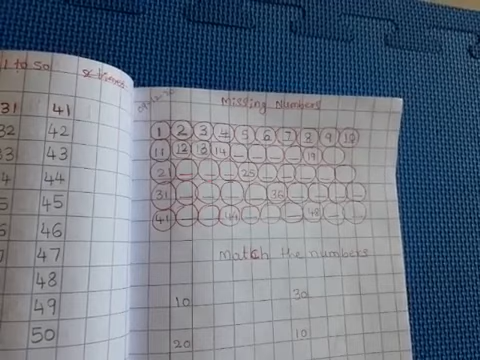 1 to 50
31 41
32 42
33 43
44
45
46
47
48
49
50
Missing Numbers
1 2 3 4 5 6 7 8 9 10
11 12 13 14 _ _ _ _ 19 _
21 _ _ _ 25 _ _ _ _ _
31 _ _ _ _ 36 _ _ _ _
41 _ _ 44 _ _ _ 48 _ _
Match the numbers
10 30
20 10